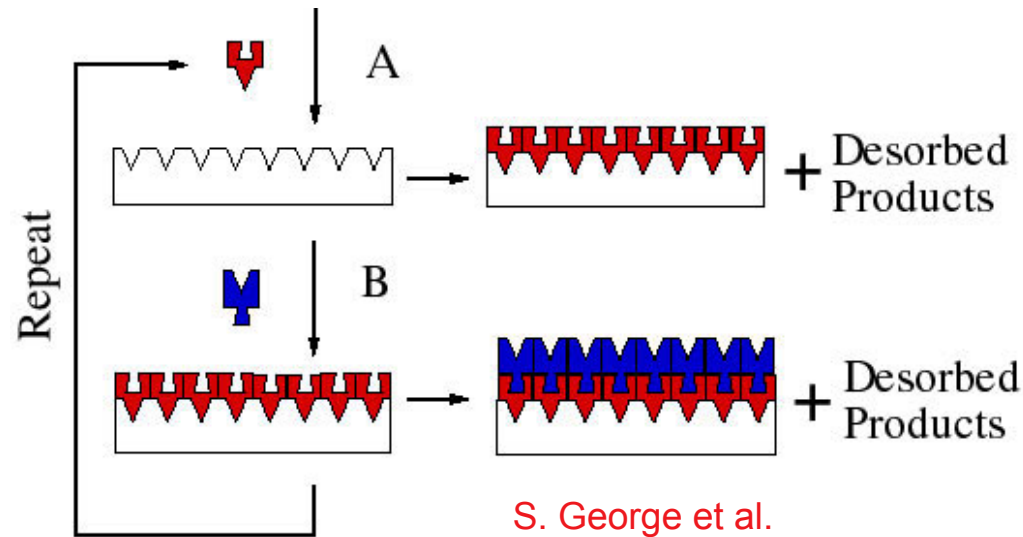 A
Desorbed
Products
Repeat
B
Desorbed
Products
S. George et al.